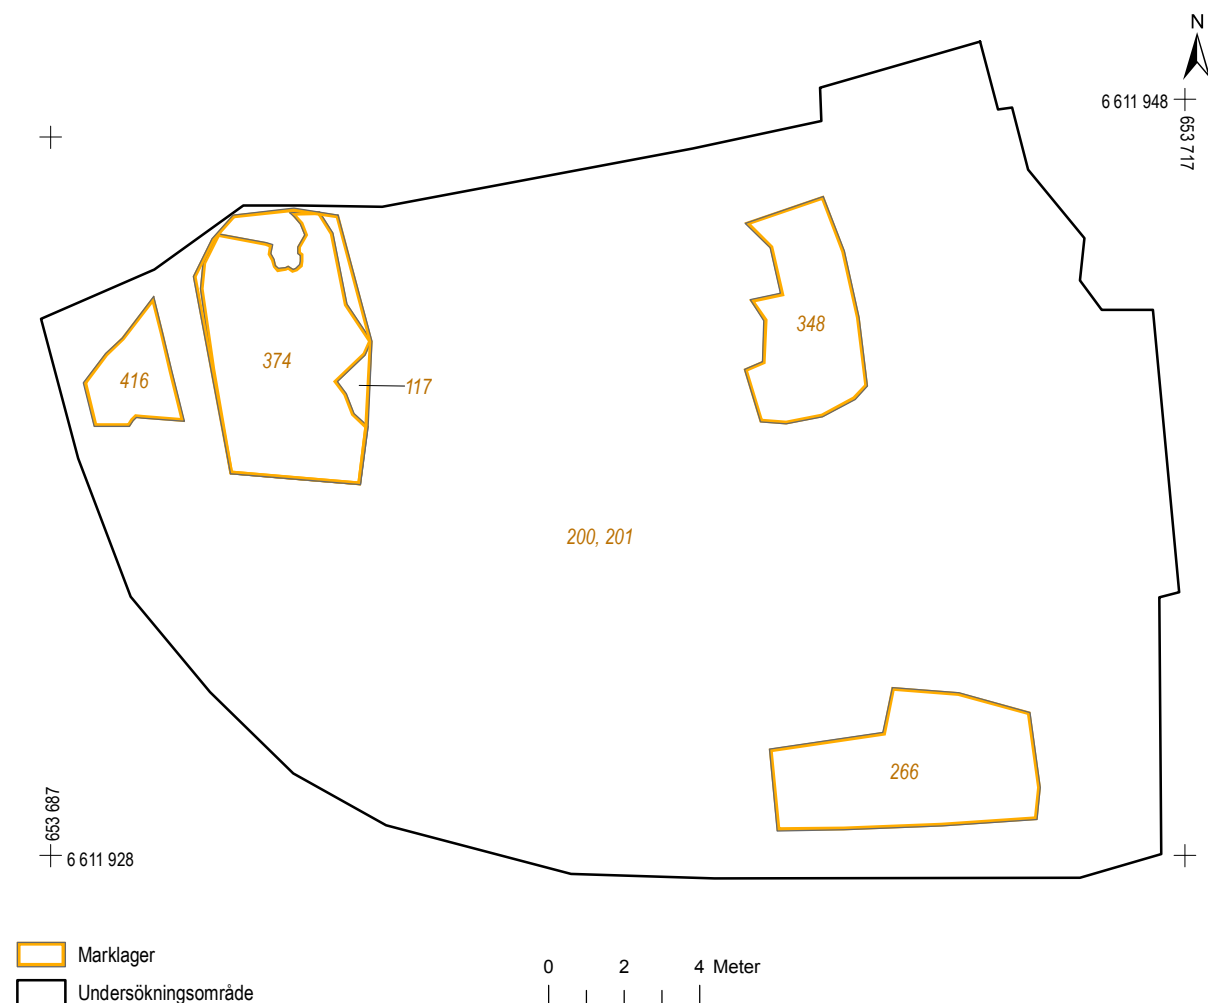 N
6 611 948
653 717
348
374
416
117
200, 201
266
653 687
6 611 928
Marklager
0 2 4 Meter
Undersökningsområde